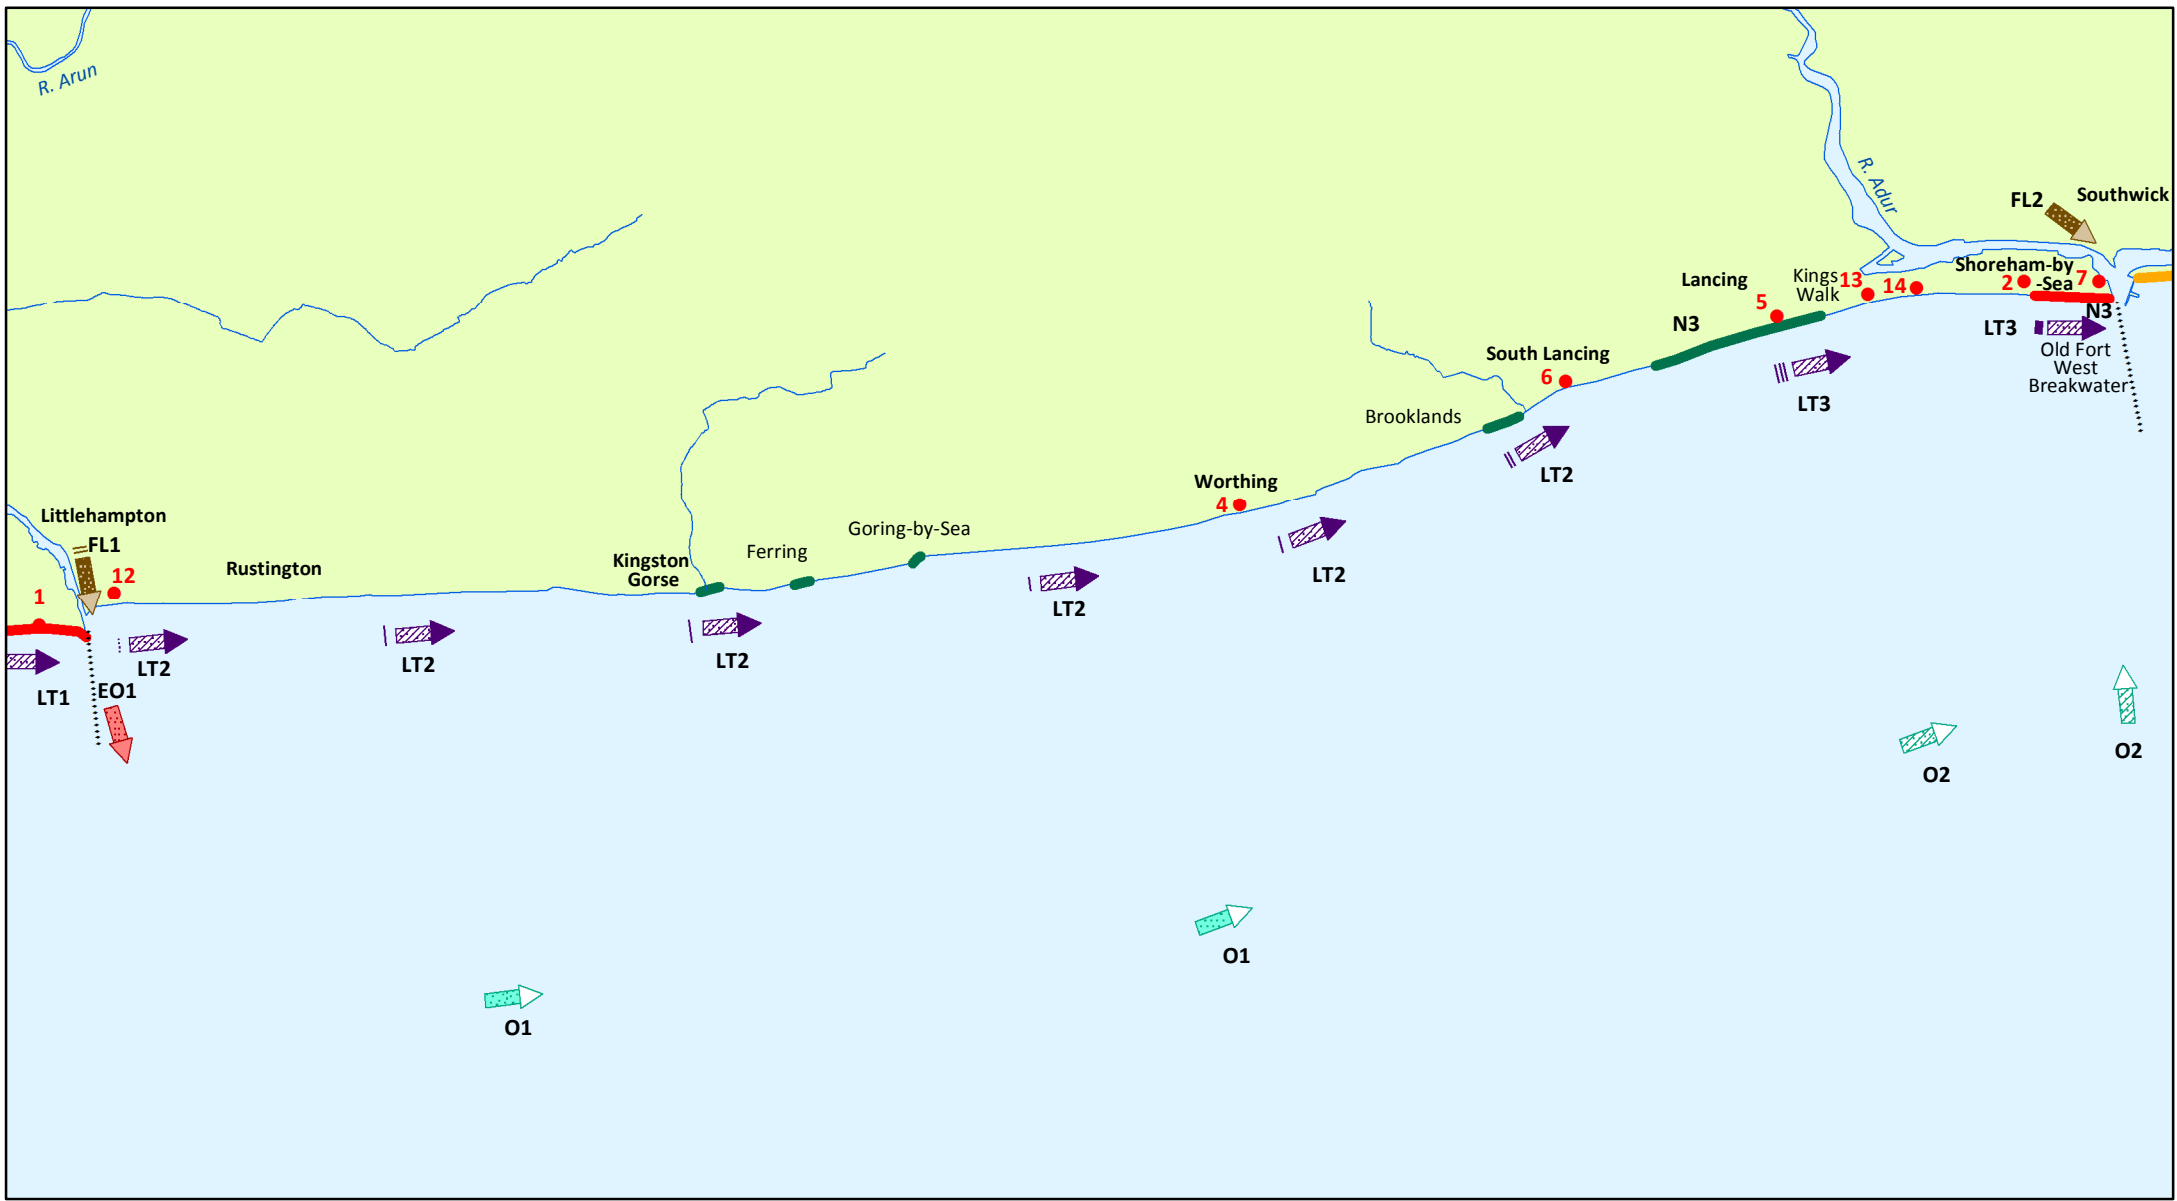 R. Arun
R. Adur
FL2
Southwick
Shoreham-by
-Sea
2
7
N3
Lancing
Kings
Walk
13
14
5
N3
LT3
Old Fort
West
Breakwater
LT3
South Lancing
6
Brooklands
LT2
Worthing
4
LT2
Littlehampton
FL1
12
1
Rustington
Kingston
Gorse
Ferring
Goring-by-Sea
LT2
LT1
LT2
EO1
LT2
LT2
O2
O2
O1
O1